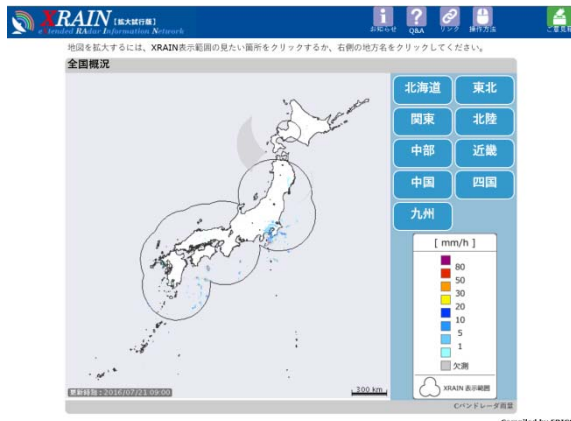 XRAIN【拡大試行版】
eXtended RAdar Information Network
お知らせ Q&A リンク 操作方法 ご意見箱
地図を拡大するには、XRAIN表示範囲の見たい箇所をクリックするか、右側の地方名をクリックしてください。
全国概況
北海道 東北
関東 北陸
中部 近畿
中国 四国
九州
[ mm/h ]
80
50
30
20
10
5
1
欠測
XRAIN 表示範囲
300 km
更新時刻：2016/07/21 09:00
Cバンドレーダ雨量